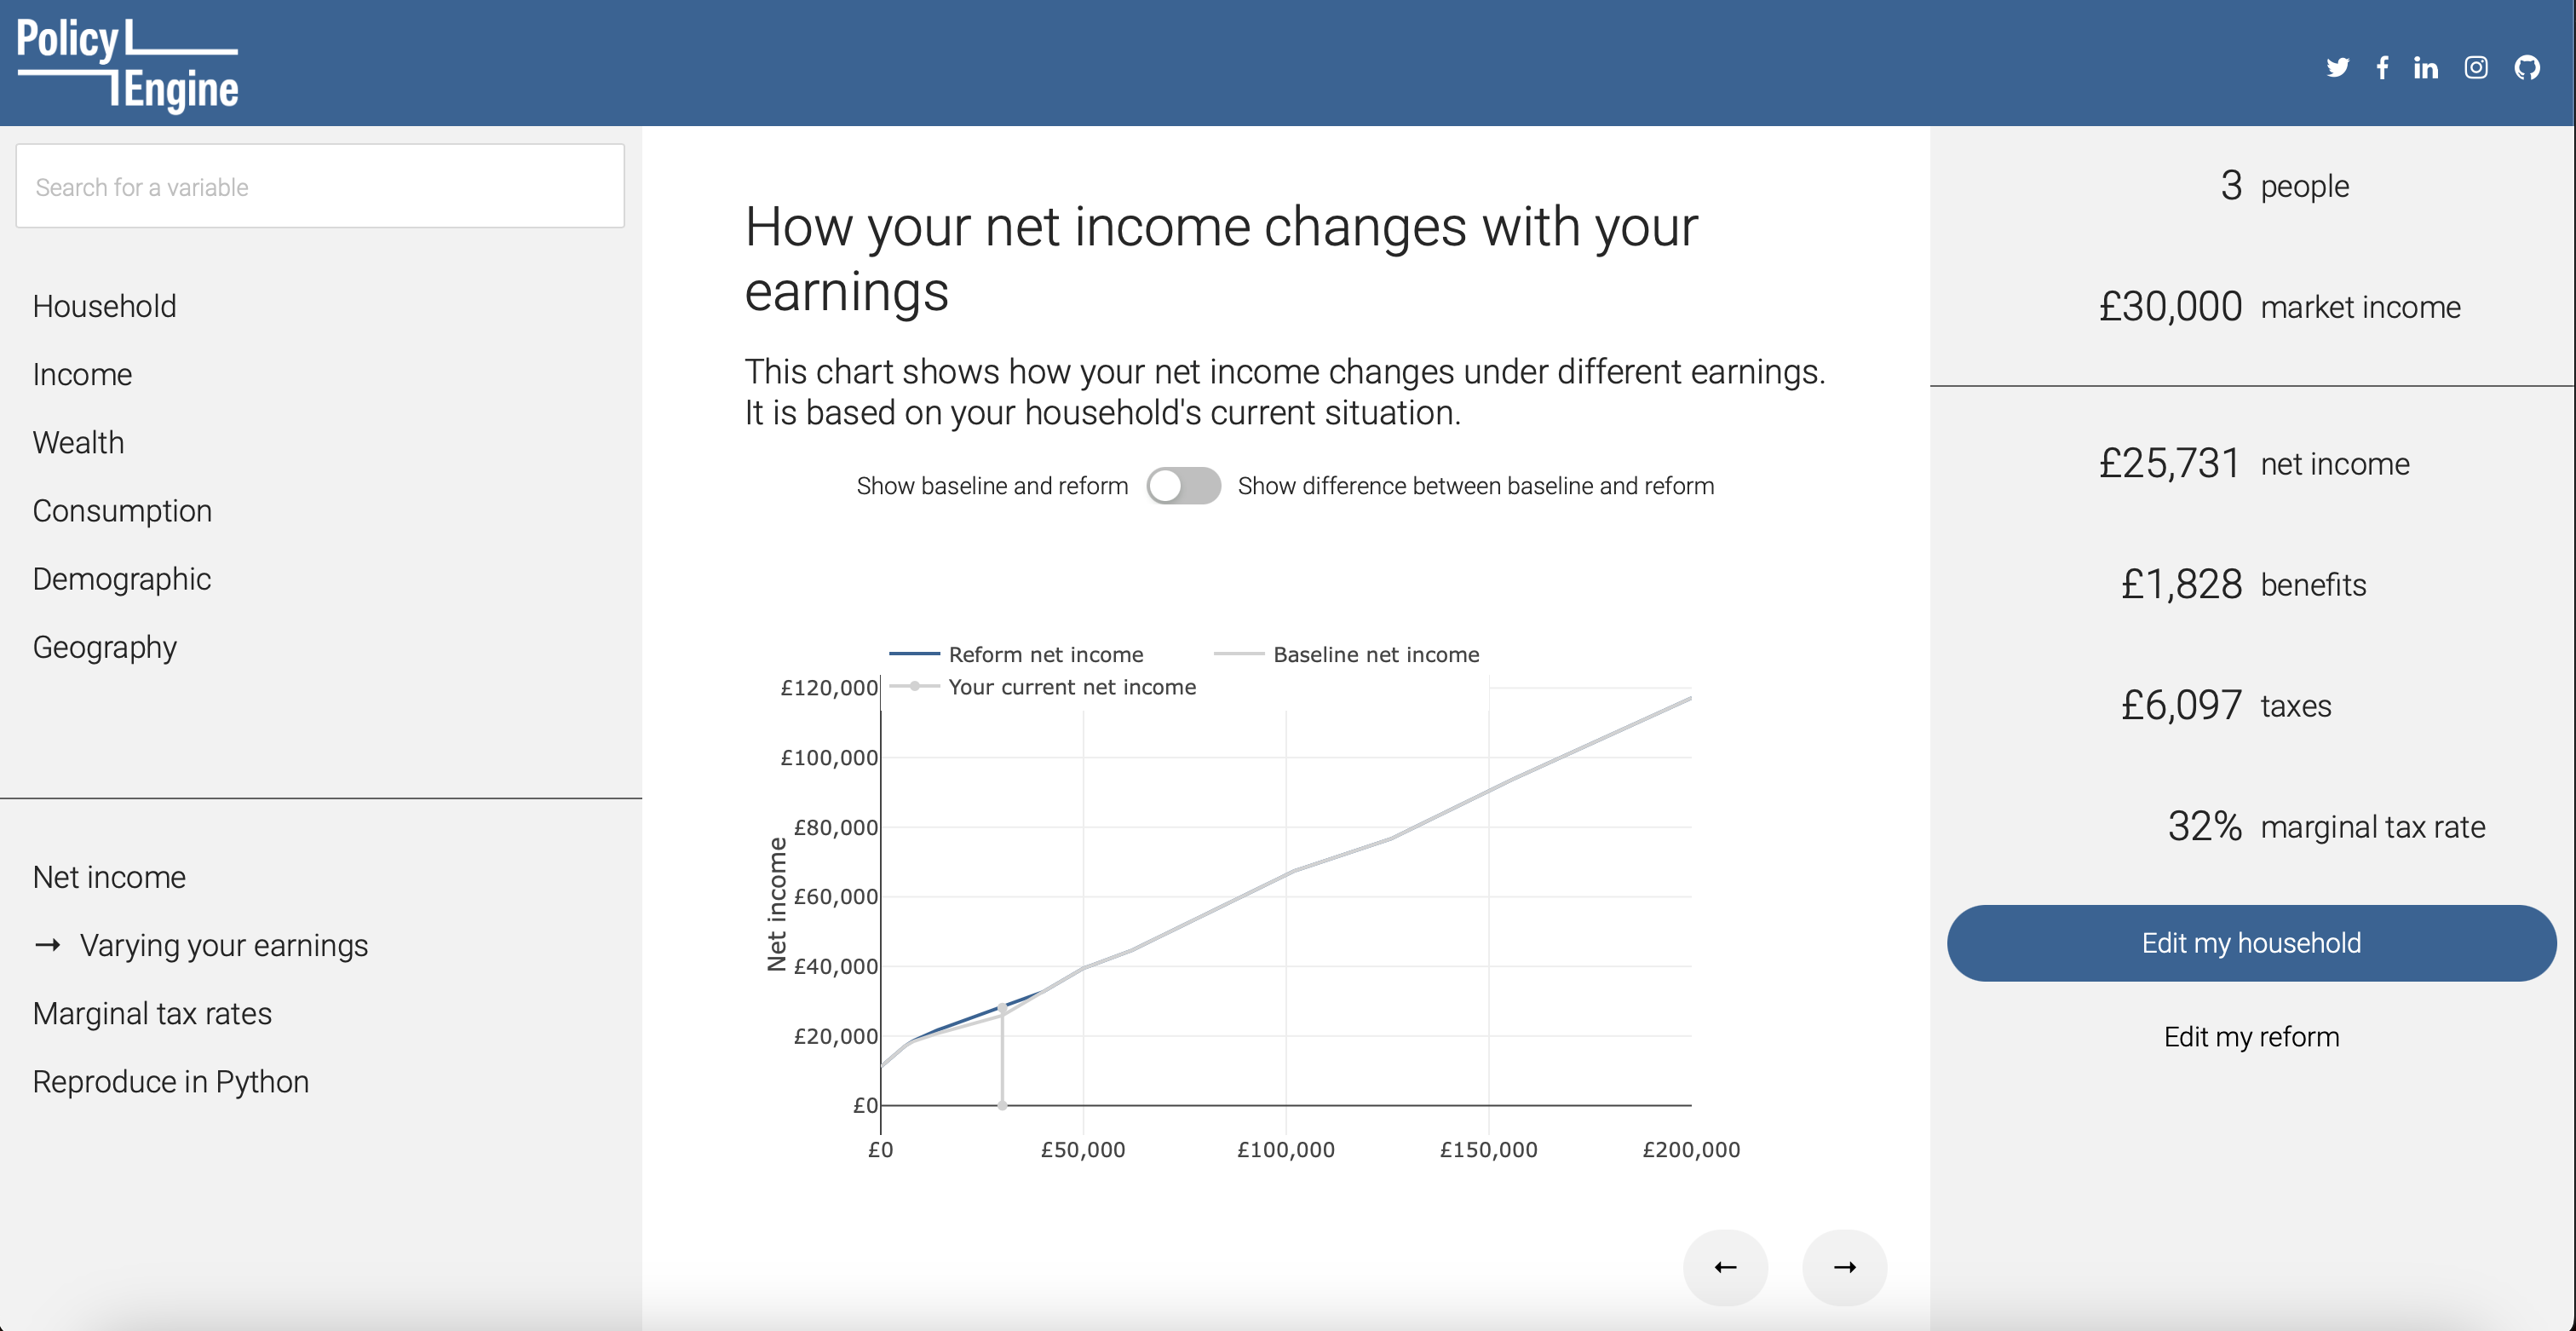 Policy
Engine
Search for a variable
Household
Income
Wealth
Consumption
Demographic
Geography
Net income
→ Varying your earnings
Marginal tax rates
Reproduce in Python
How your net income changes with your
earnings
This chart shows how your net income changes under different earnings.
It is based on your household's current situation.
Show baseline and reform
Show difference between baseline and reform
Reform net income
Baseline net income
Your current net income
£120,000
£100,000
£80,000
£60,000
£40,000
£20,000
£0
Net income
£0
£50,000
£100,000
£150,000
£200,000
←
→
3 people
£30,000 market income
£25,731 net income
£1,828 benefits
£6,097 taxes
32% marginal tax rate
Edit my household
Edit my reform